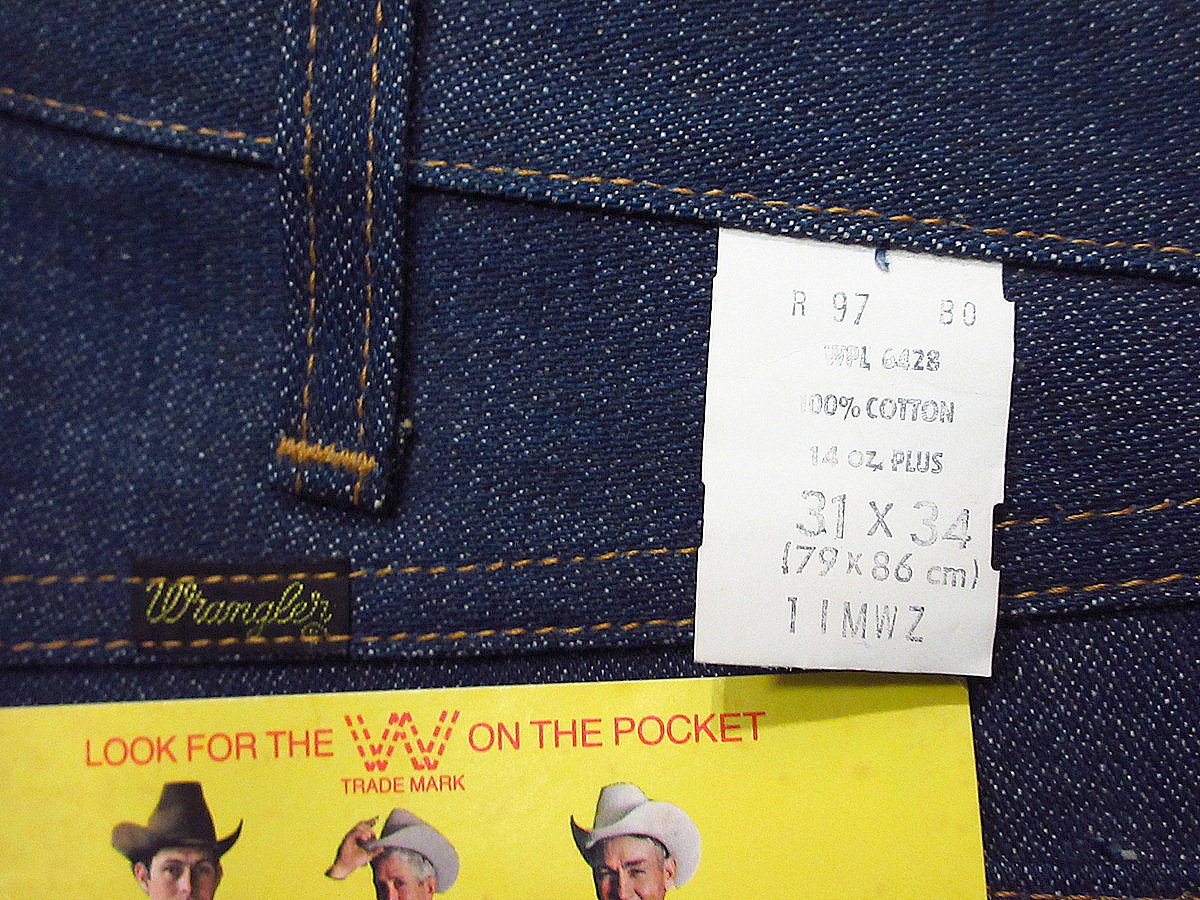 R 97 80
WPL 6428
100% COTTON
14 oz. PLUS
31 x 34
(79 x 86 cm)
11MWZ
Wrangler
LOOK FOR THE W ON THE POCKET
TRADE MARK